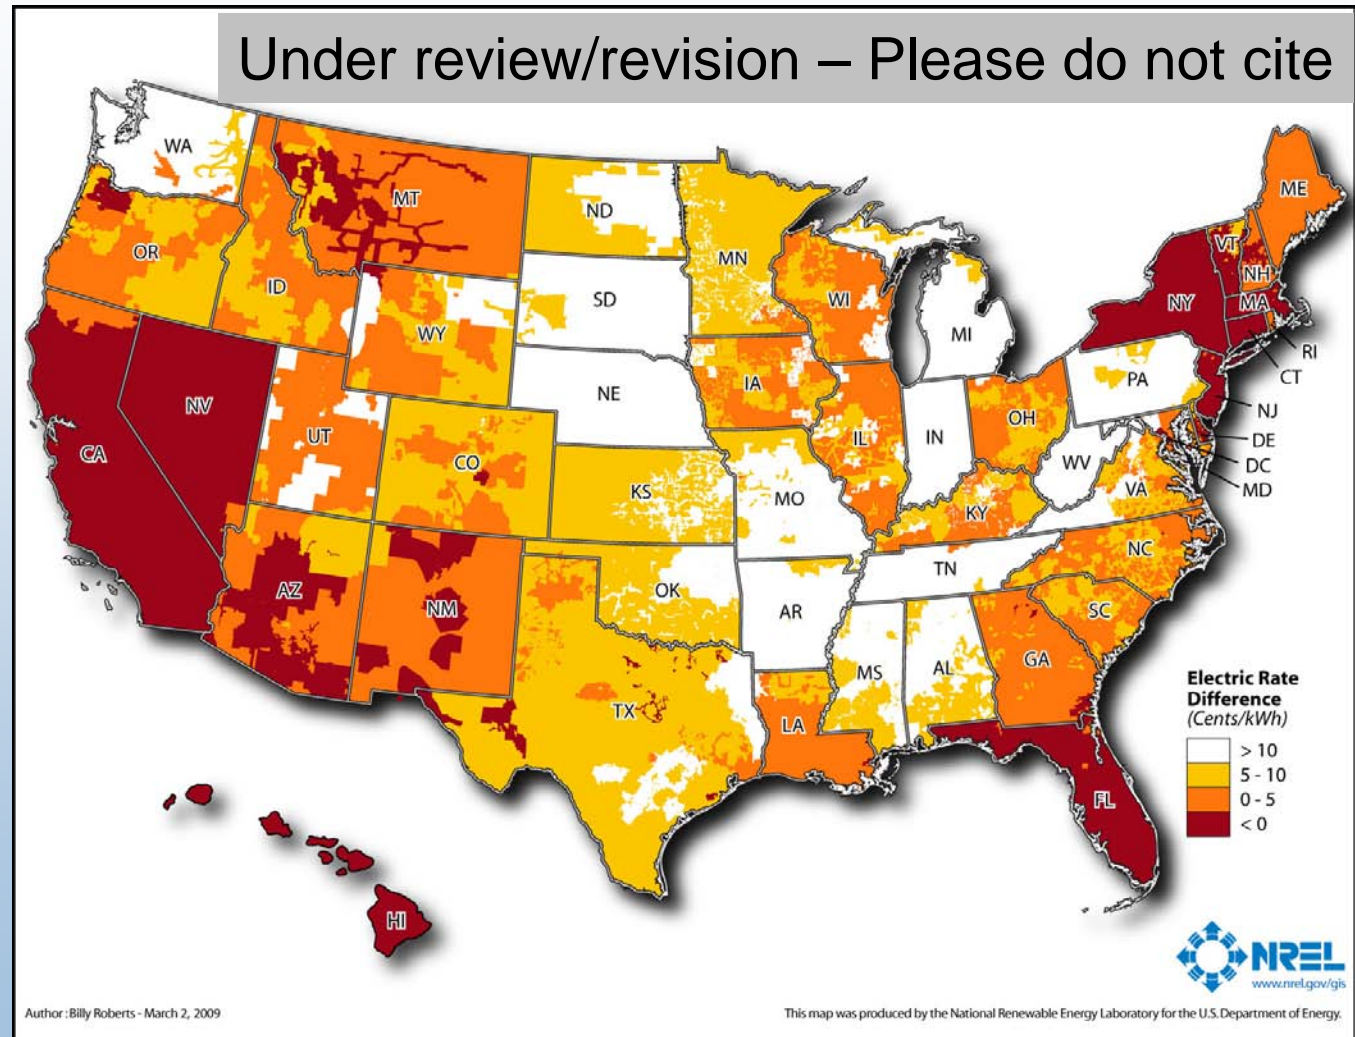 Under review/revision – Please do not cite
WA
MT
ND
MN
ME
OR
ID
SD
WI
VT
NH
WY
MI
NY
MA
RI
CT
NE
IA
PA
NV
UT
CO
IL
IN
OH
NJ
DE
DC
MD
CA
KS
MO
WV
VA
KY
AZ
NM
OK
AR
TN
NC
SC
TX
LA
MS
AL
GA
FL
HI
Electric Rate
Difference
(Cents/kWh)
> 10
5 - 10
0 - 5
< 0
NREL
www.nrel.gov/gis
Author : Billy Roberts - March 2, 2009
This map was produced by the National Renewable Energy Laboratory for the U.S. Department of Energy.